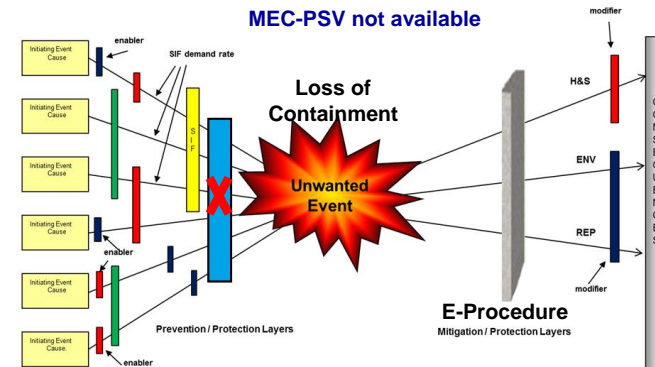 MEC-PSV not available
modifier
enabler
Initiating Event
Cause
SIF demand rate
H&S
Loss of
Containment
Initiating Event
Cause
S
I
F
CONSEQUENCES
Initiating Event
Cause
Unwanted
Event
ENV
X
Initiating Event
Cause
REP
enabler
Initiating Event
Cause
modifier
E-Procedure
Prevention / Protection Layers
Mitigation / Protection Layers
Initiating Event
Cause.
enabler